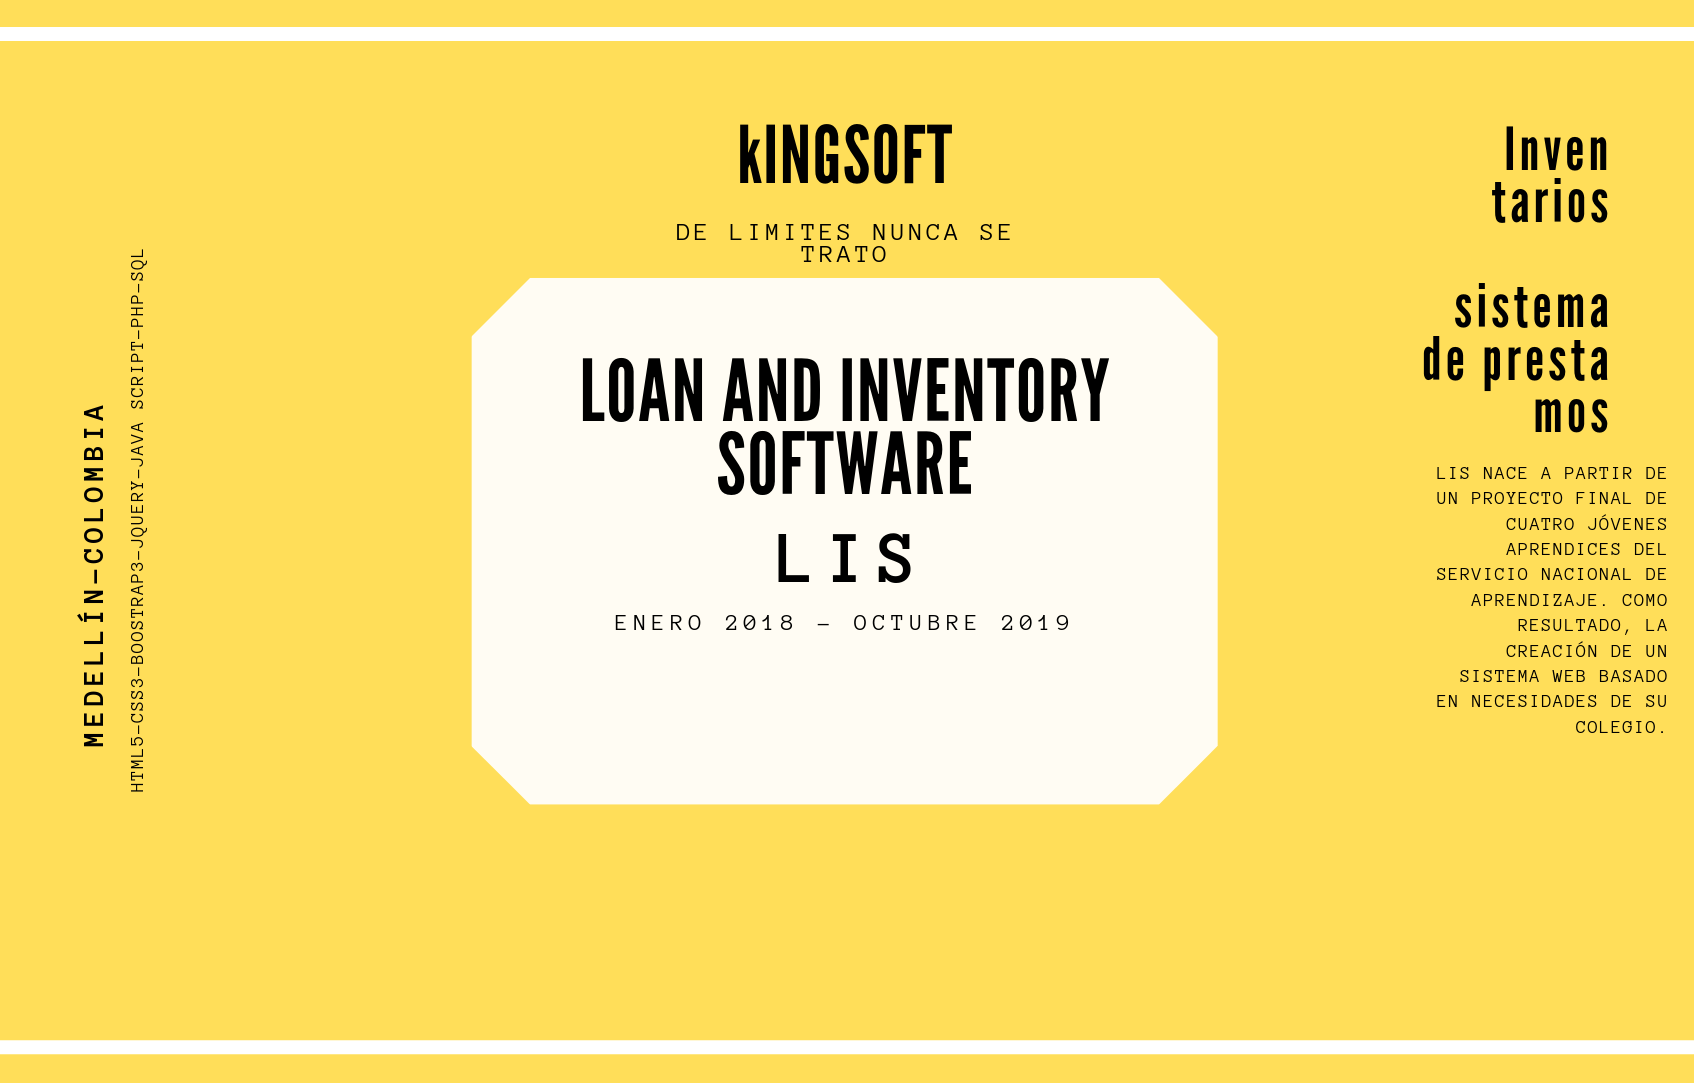 MEDELLÍN-COLOMBIA
HTML5-CSS3-BOOSTRAP3-JQUERY-JAVA SCRIPT-PHP-SQL
kINGSOFT
DE LIMITES NUNCA SE
TRATO
LOAN AND INVENTORY
SOFTWARE
LIS
ENERO 2018 - OCTUBRE 2019
Inven
tarios
sistema
de presta
mos
LIS NACE A PARTIR DE
UN PROYECTO FINAL DE
CUATRO JÓVENES
APRENDICES DEL
SERVICIO NACIONAL DE
APRENDIZAJE. COMO
RESULTADO, LA
CREACIÓN DE UN
SISTEMA WEB BASADO
EN NECESIDADES DE SU
COLEGIO.